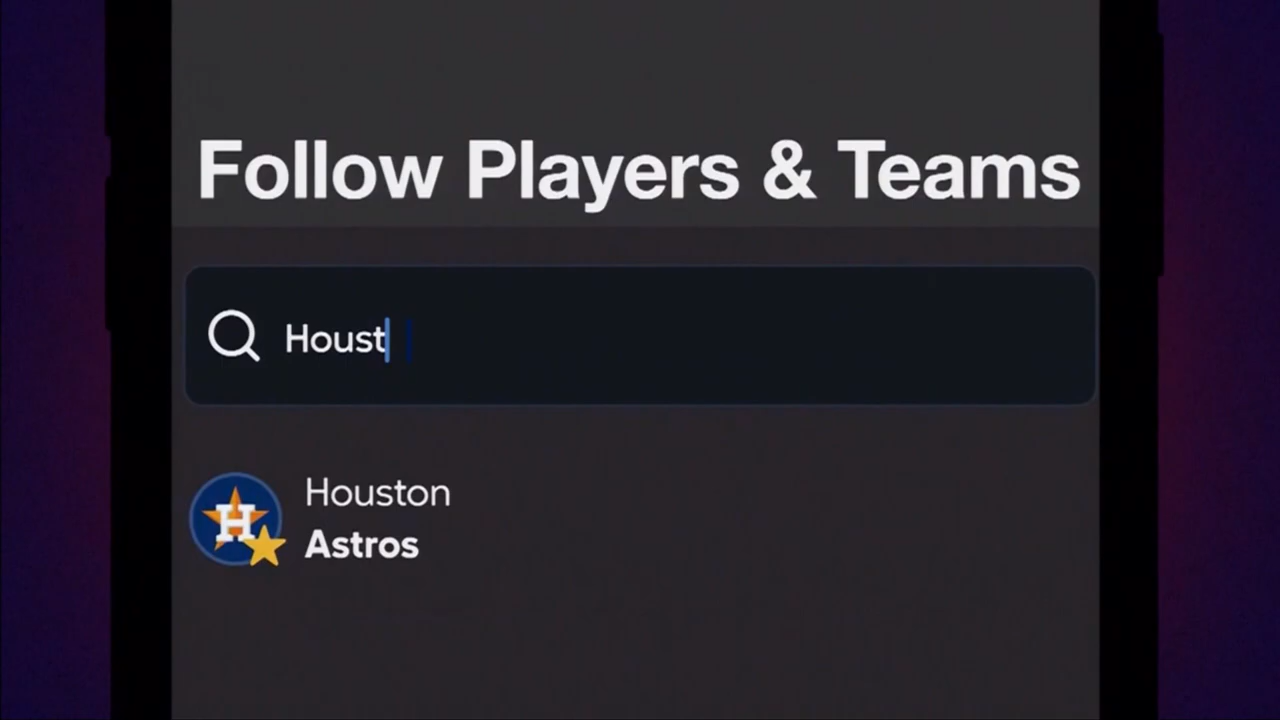 Follow Players & Teams
Houst
H
Houston
Astros